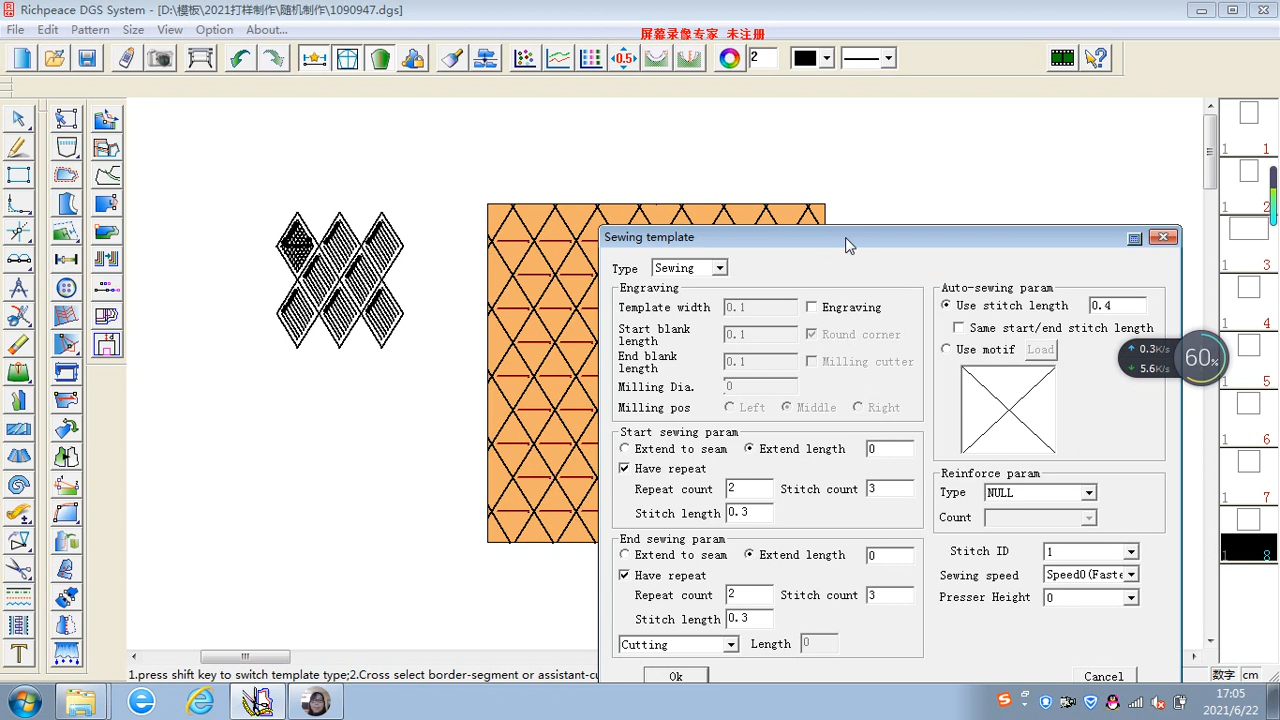 Richpeace DGS System - [D:\模板\2021打样制作\随机制作\1090947.dgs]
File Edit Pattern Size View Option About...
屏幕录像专家 未注册
0.5
2
Sewing template
Type Sewing
Engraving
Template width 0.1 Engraving
Start blank length 0.1 Round corner
End blank length 0.1 Milling cutter
Milling Dia. 0
Milling pos Left Middle Right
Start sewing param
Extend to seam Extend length 0
Have repeat
Repeat count 2 Stitch count 3
Stitch length 0.3
End sewing param
Extend to seam Extend length 0
Have repeat
Repeat count 2 Stitch count 3
Stitch length 0.3
Cutting Length 0
Ok
Auto-sewing param
Use stitch length 0.4
Same start/end stitch length
Use motif Load
Reinforce param
Type NULL
Count
Stitch ID 1
Sewing speed Speed0(Faste
Presser Height 0
Cancel
0.3K/s
5.6K/s
60%
1 1
1 2
1 3
1 4
1 5
1 6
1 7
1 8
1.press shift key to switch template type;2.Cross select border-segment or assistant-cu
数字 cm
17:05
2021/6/22